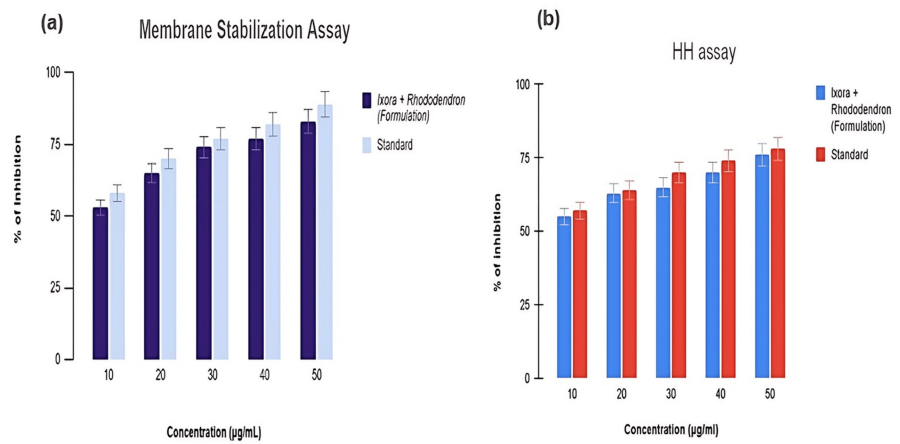 (a)
Membrane Stabilization Assay
% of Inhibition
100
75
50
25
0
10 20 30 40 50
Concentration (µg/mL)
Ixora + Rhododendron
(Formulation)
Standard
(b)
HH assay
% of inhibition
100
75
50
25
0
10 20 30 40 50
Concentration (µg/ml)
Ixora +
Rhododendron
(Formulation)
Standard